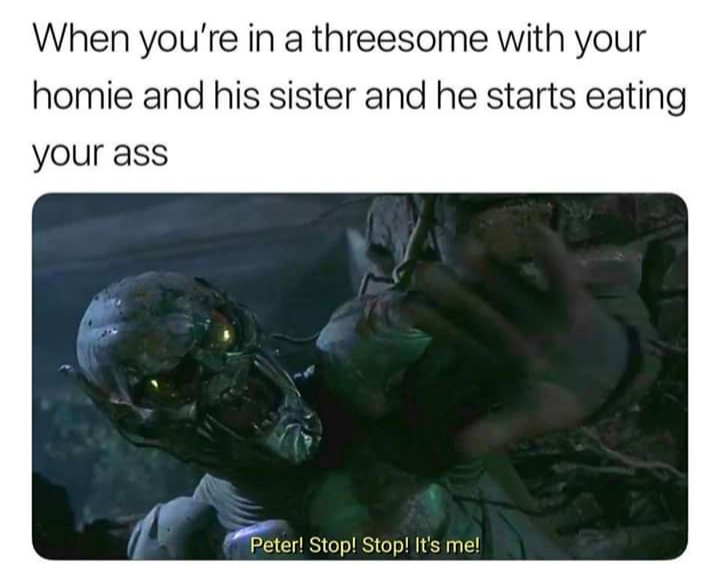 When you're in a threesome with your
homie and his sister and he starts eating
your ass
Peter! Stop! Stop! It's me!